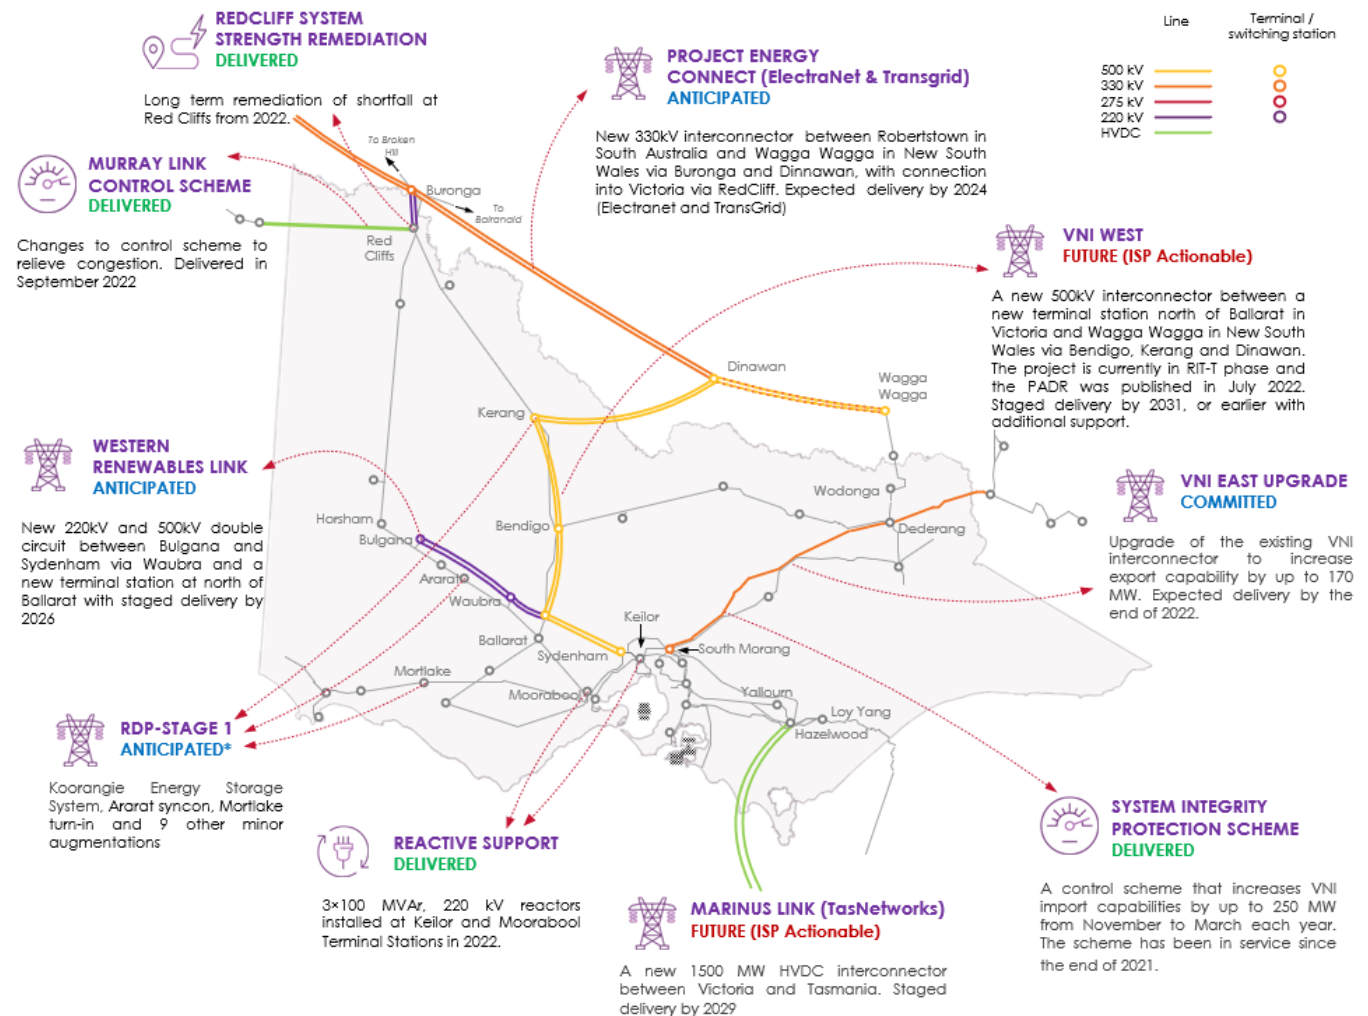 REDCLIFF SYSTEM
STRENGTH REMEDIATION
DELIVERED
Long term remediation of shortfall at
Red Cliffs from 2022.
MURRAY LINK
CONTROL SCHEME
DELIVERED
Changes to control scheme to
relieve congestion. Delivered in
September 2022
PROJECT ENERGY
CONNECT (ElectraNet & Transgrid)
ANTICIPATED
New 330kV interconnector between Robertstown in
South Australia and Wagga Wagga in New South
Wales via Buronga and Dinnawan, with connection
into Victoria via RedCliff. Expected delivery by 2024
(Electranet and TransGrid)
Line
Terminal /
switching station
500 kV
330 kV
275 kV
220 kV
HVDC
VNI WEST
FUTURE (ISP Actionable)
A new 500kV interconnector between a
new terminal station north of Ballarat in
Victoria and Wagga Wagga in New South
Wales via Bendigo, Kerang and Dinawan.
The project is currently in RIT-T phase and
the PADR was published in July 2022.
Staged delivery by 2031, or earlier with
additional support.
To Broken
Hill
Buronga
To
Balranald
Red
Cliffs
Dinawan
Wagga
Wagga
Kerang
WESTERN
RENEWABLES LINK
ANTICIPATED
New 220kV and 500kV double
circuit between Bulgana and
Sydenham via Waubra and a
new terminal station at north of
Ballarat with staged delivery by
2026
Horsham
Bulgana
Ararat
Waubra
Bendigo
Wodonga
Dederang
VNI EAST UPGRADE
COMMITTED
Upgrade of the existing VNI
interconnector to increase
export capability by up to 170
MW. Expected delivery by the
end of 2022.
Ballarat
Sydenham
Keilor
South Morang
Mortlake
Moorabool
Yallourn
Loy Yang
Hazelwood
RDP-STAGE 1
ANTICIPATED*
Koorangie Energy Storage
System, Ararat syncon, Mortlake
turn-in and 9 other minor
augmentations
REACTIVE SUPPORT
DELIVERED
3×100 MVAr, 220 kV reactors
installed at Keilor and Moorabool
Terminal Stations in 2022.
MARINUS LINK (TasNetworks)
FUTURE (ISP Actionable)
A new 1500 MW HVDC interconnector
between Victoria and Tasmania. Staged
delivery by 2029
SYSTEM INTEGRITY
PROTECTION SCHEME
DELIVERED
A control scheme that increases VNI
import capabilities by up to 250 MW
from November to March each year.
The scheme has been in service since
the end of 2021.